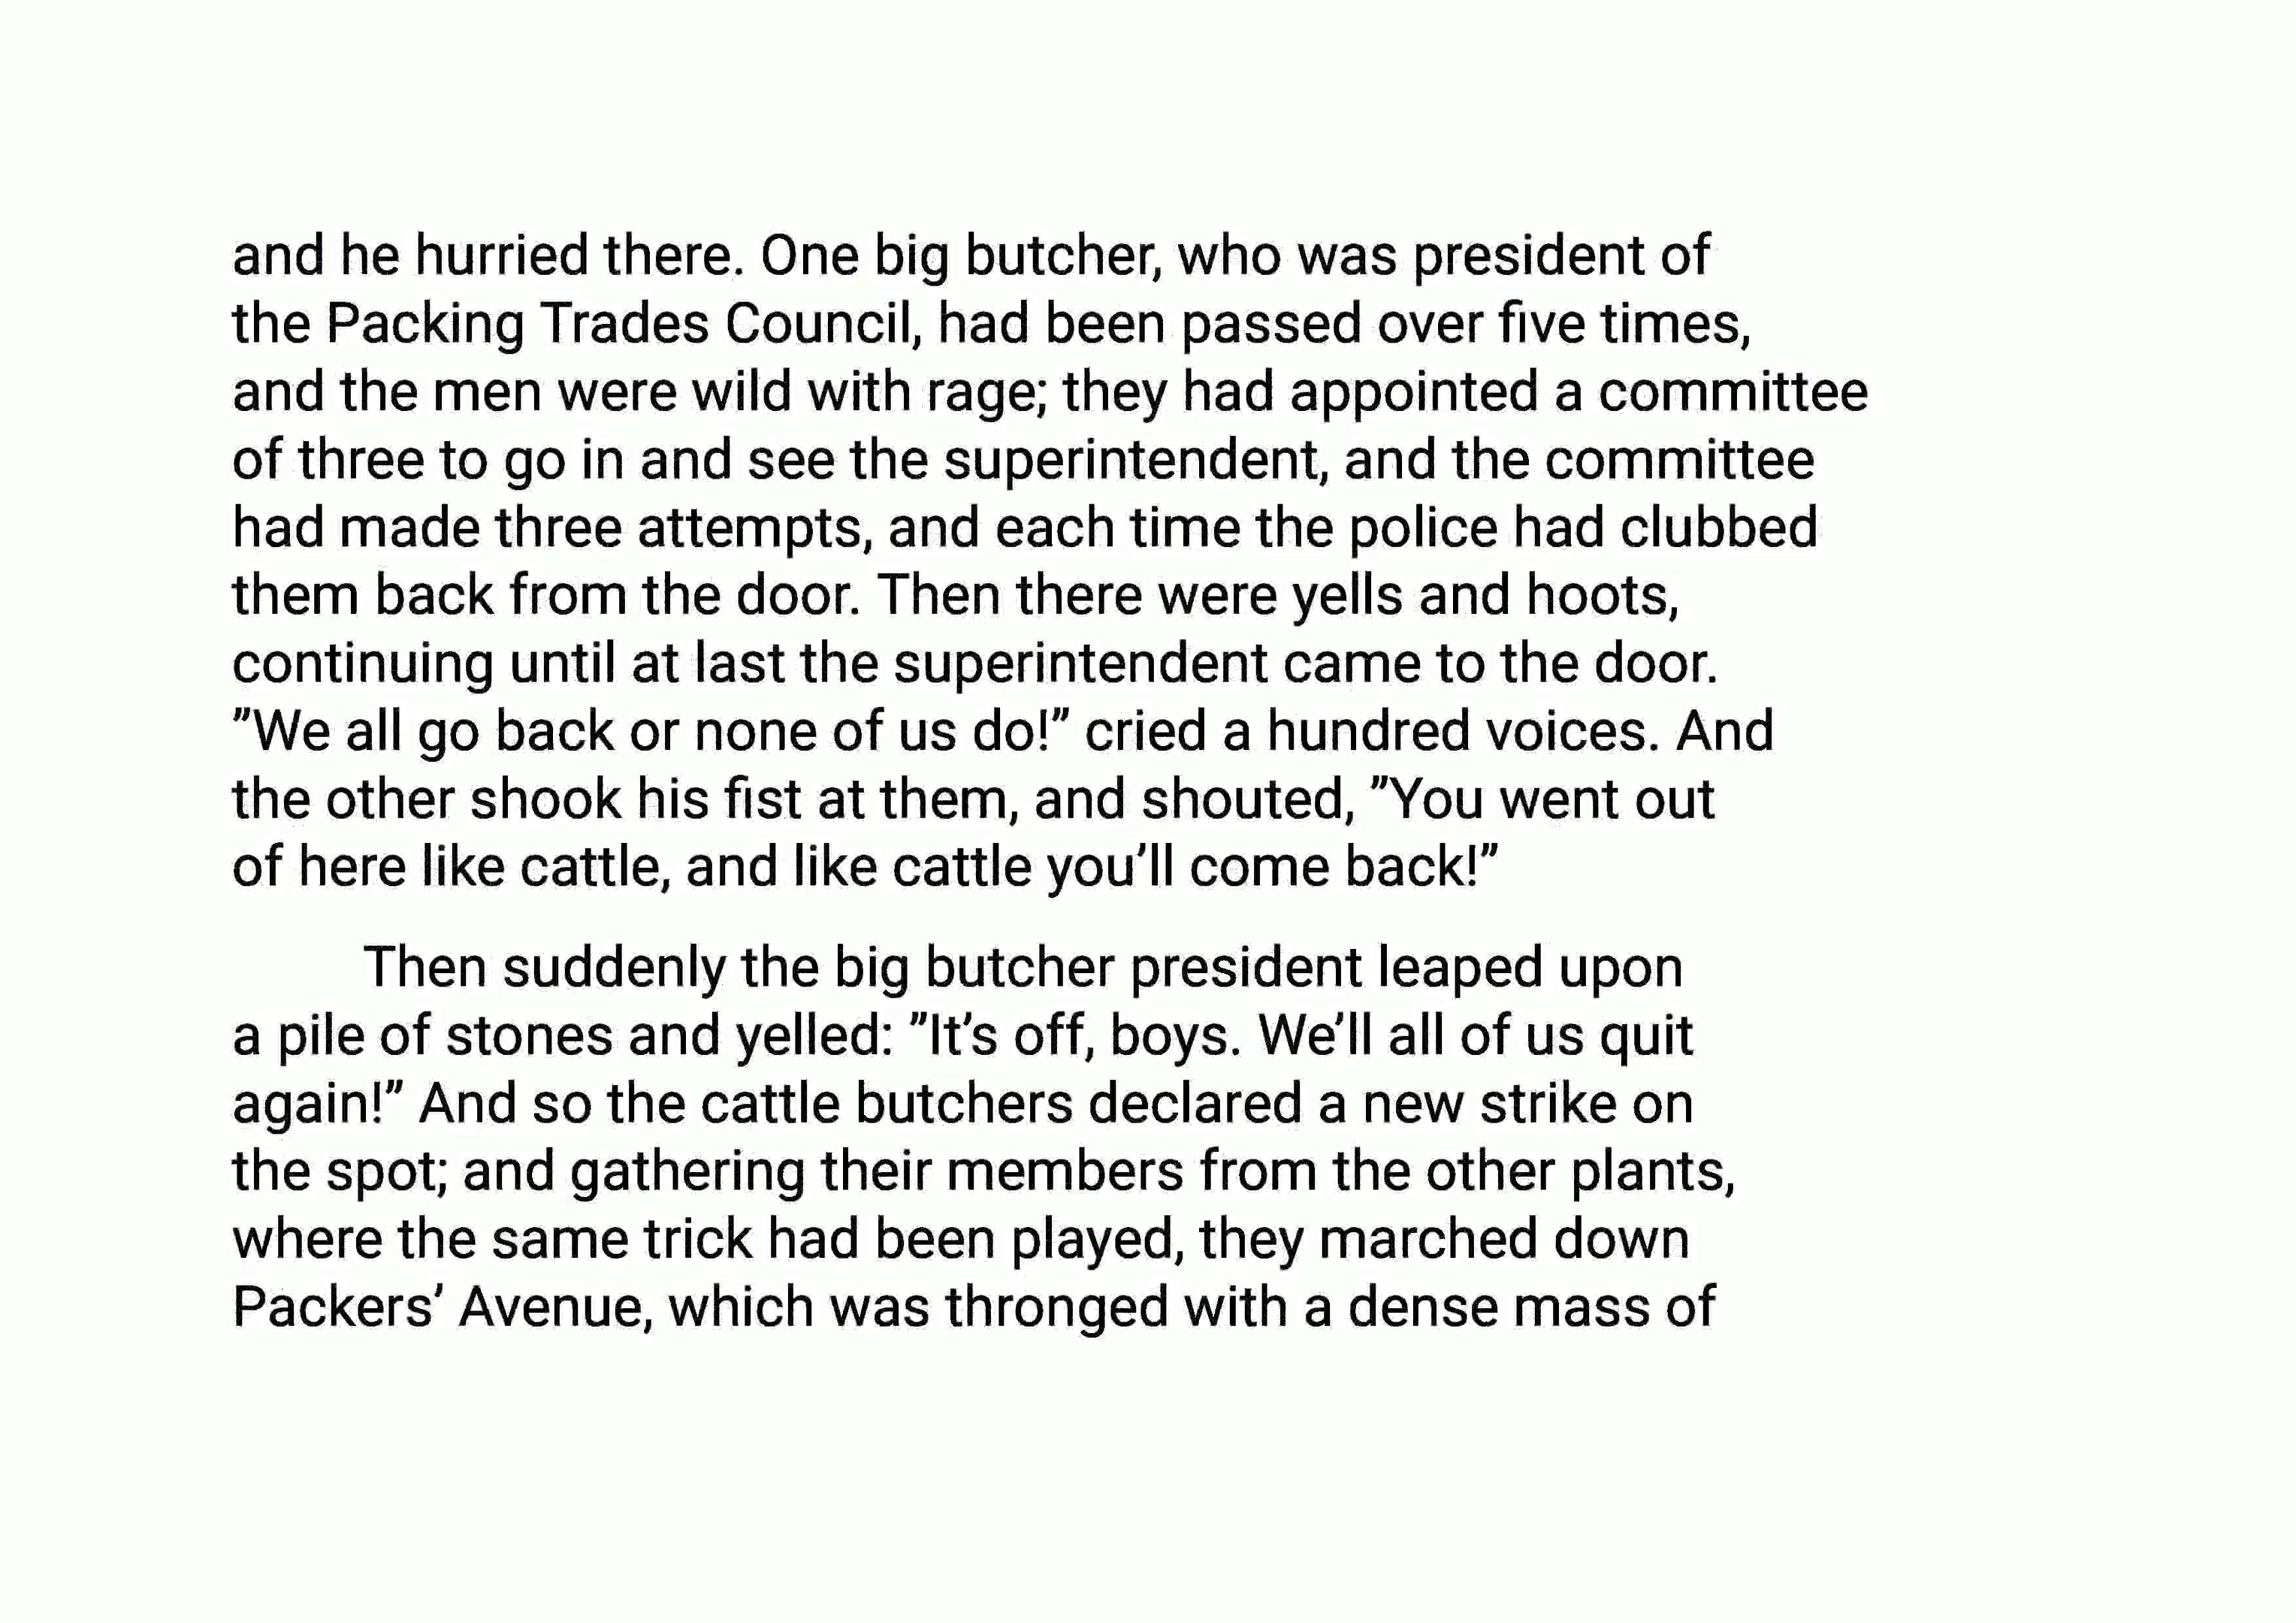 and he hurried there. One big butcher, who was president of
the Packing Trades Council, had been passed over five times,
and the men were wild with rage; they had appointed a committee
of three to go in and see the superintendent, and the committee
had made three attempts, and each time the police had clubbed
them back from the door. Then there were yells and hoots,
continuing until at last the superintendent came to the door.
”We all go back or none of us do!” cried a hundred voices. And
the other shook his fist at them, and shouted, ”You went out
of here like cattle, and like cattle you’ll come back!”
Then suddenly the big butcher president leaped upon
a pile of stones and yelled: ”It’s off, boys. We’ll all of us quit
again!” And so the cattle butchers declared a new strike on
the spot; and gathering their members from the other plants,
where the same trick had been played, they marched down
Packers’ Avenue, which was thronged with a dense mass of